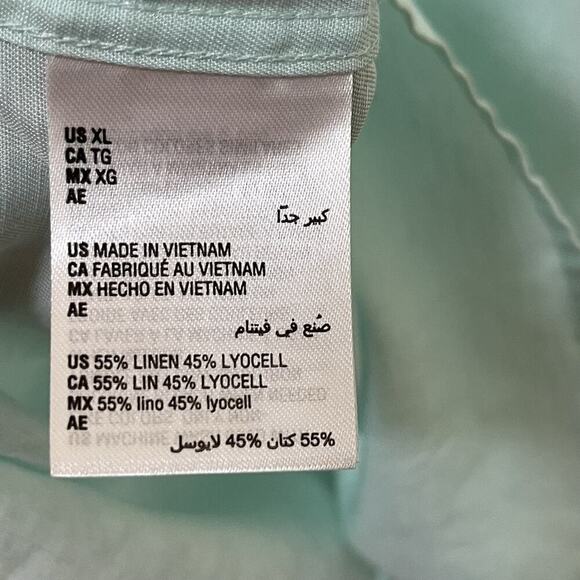 US XL
CA TG
MX XG
AE
كبير جدًّا
US MADE IN VIETNAM
CA FABRIQUÉ AU VIETNAM
MX HECHO EN VIETNAM
AE
صُنع في فيتنام
US 55% LINEN 45% LYOCELL
CA 55% LIN 45% LYOCELL
MX 55% lino 45% lyocell
AE
55% كتان 45% لايوسل